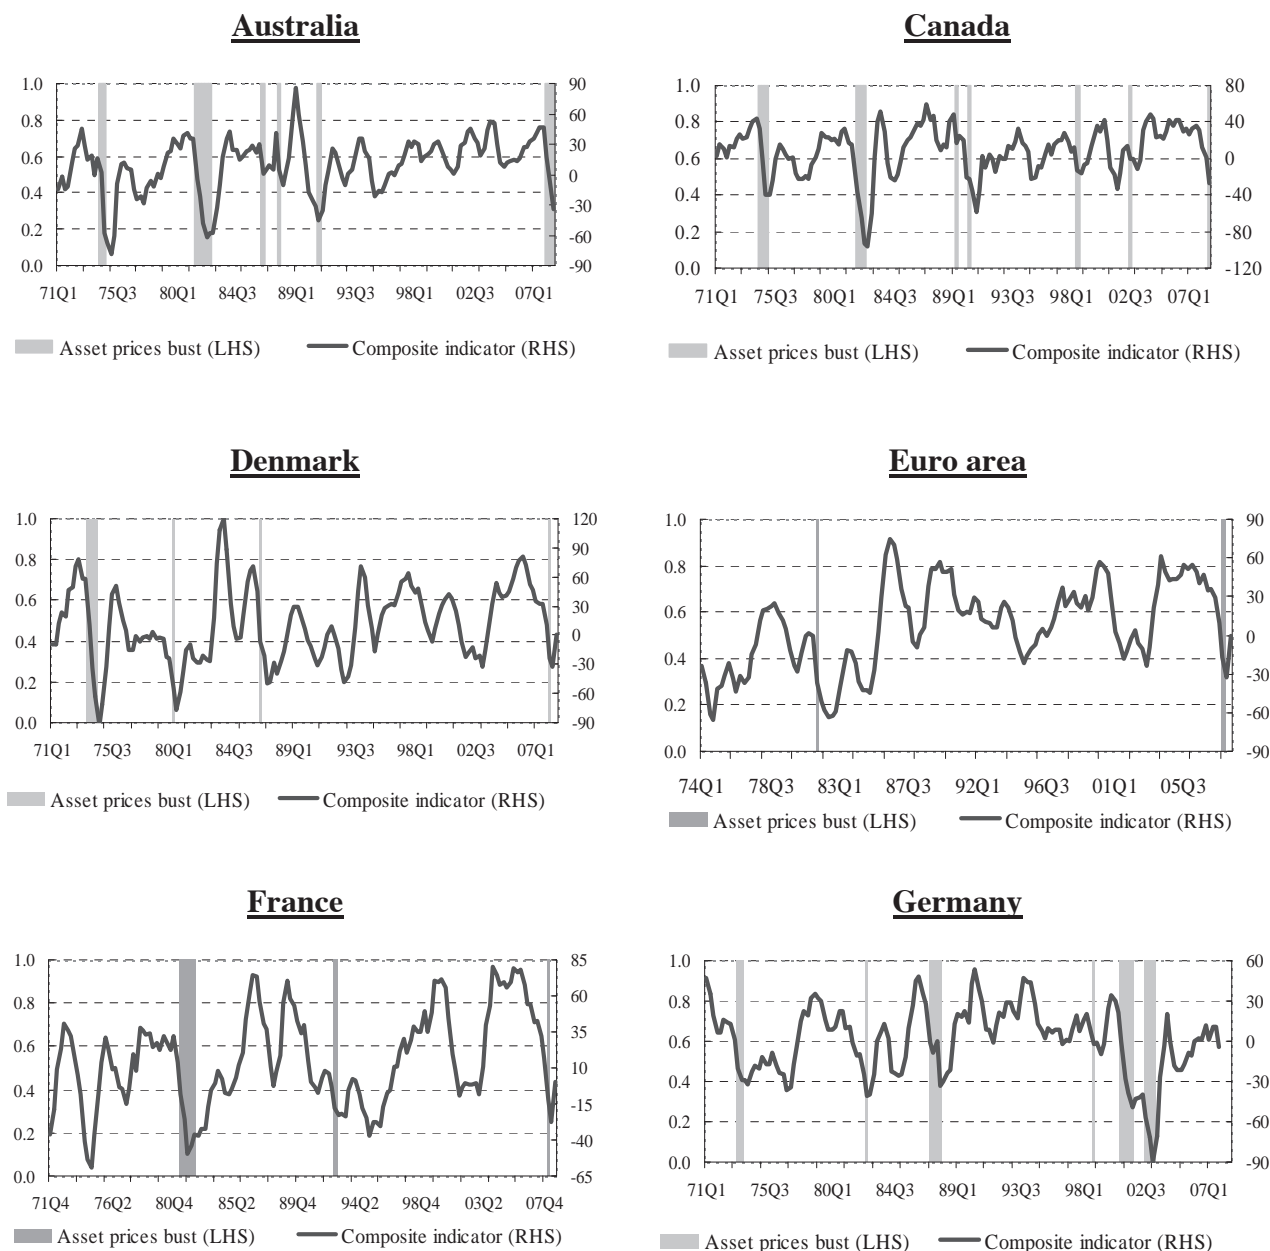 Australia
1.0 90
0.8 60
30
0.6 0
0.4 -30
0.2 -60
0.0 -90
71Q1 75Q3 80Q1 84Q3 89Q1 93Q3 98Q1 02Q3 07Q1
Asset prices bust (LHS) Composite indicator (RHS)
Canada
1.0 80
0.8 40
0.6 0
0.4 -40
0.2 -80
0.0 -120
71Q1 75Q3 80Q1 84Q3 89Q1 93Q3 98Q1 02Q3 07Q1
Asset prices bust (LHS) Composite indicator (RHS)
Denmark
1.0 120
90
0.8 60
0.6 30
0.4 0
-30
0.2 -60
0.0 -90
71Q1 75Q3 80Q1 84Q3 89Q1 93Q3 98Q1 02Q3 07Q1
Asset prices bust (LHS) Composite indicator (RHS)
Euro area
1.0 90
0.8 60
0.6 30
0
0.4 -30
0.2 -60
0.0 -90
74Q1 78Q3 83Q1 87Q3 92Q1 96Q3 01Q1 05Q3
Asset prices bust (LHS) Composite indicator (RHS)
France
1.0 85
0.8 60
0.6 35
0.4 10
-15
0.2 -40
0.0 -65
71Q4 76Q2 80Q4 85Q2 89Q4 94Q2 98Q4 03Q2 07Q4
Asset prices bust (LHS) Composite indicator (RHS)
Germany
1.0 60
0.8 30
0.6 0
0.4 -30
0.2 -60
0.0 -90
71Q1 75Q3 80Q1 84Q3 89Q1 93Q3 98Q1 02Q3 07Q1
Asset prices bust (LHS) Composite indicator (RHS)